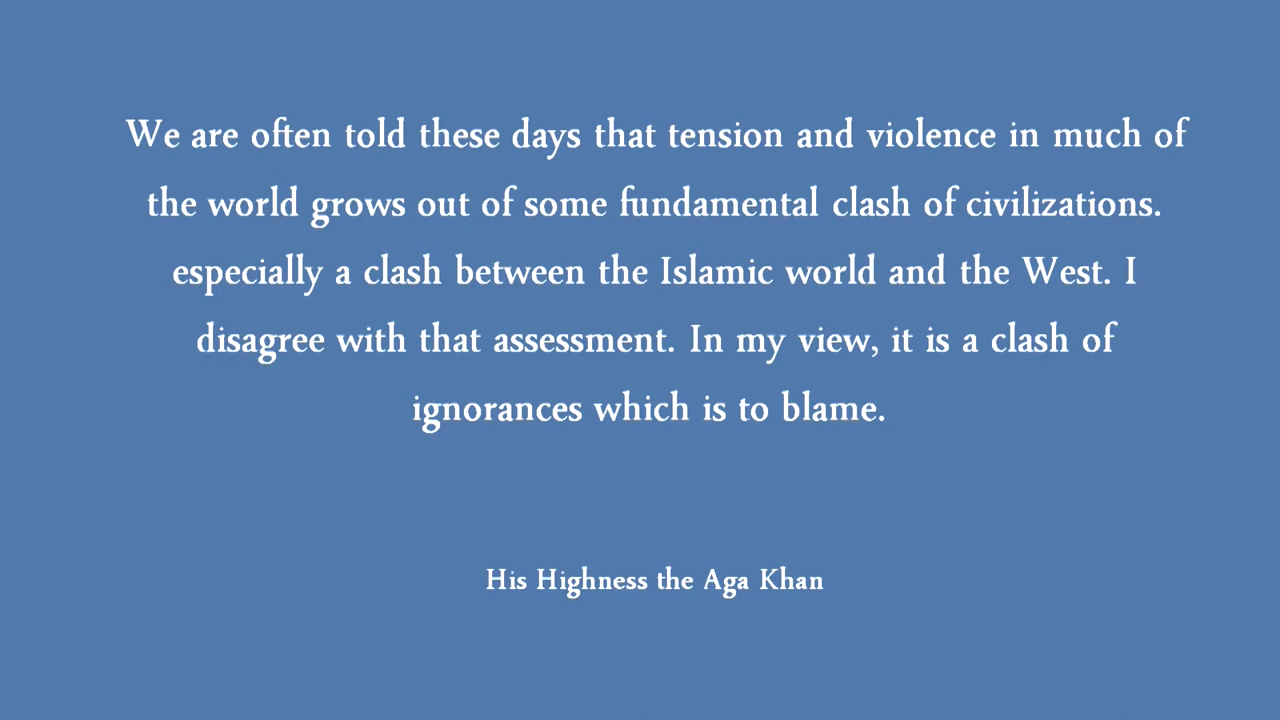 We are often told these days that tension and violence in much of
the world grows out of some fundamental clash of civilizations.
especially a clash between the Islamic world and the West. I
disagree with that assessment. In my view, it is a clash of
ignorances which is to blame.
His Highness the Aga Khan